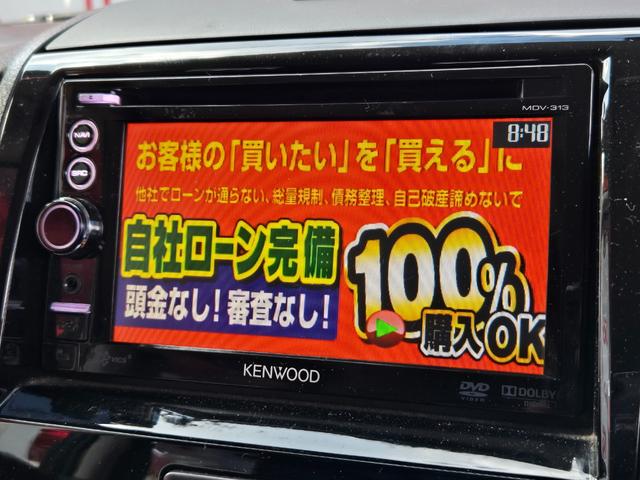 MDV-313
8:48
NAVI
SRC
お客様の「買いたい」を「買える」に
他社でローンが通らない、総量規制、債務整理、自己破産諦めないで
自社ローン完備
頭金なし!審査なし!
100%
購入OK
KENWOOD
DVD
VIDEO
DOLBY